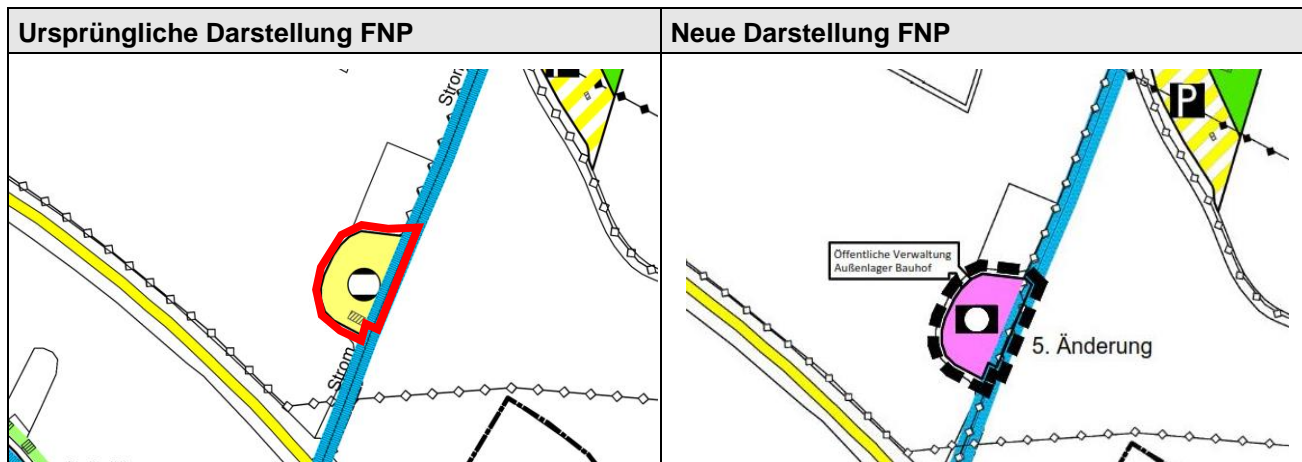 Ursprüngliche Darstellung FNP
Neue Darstellung FNP
Strom
Strom
P
Öffentliche Verwaltung
Außenlager Bauhof
5. Änderung